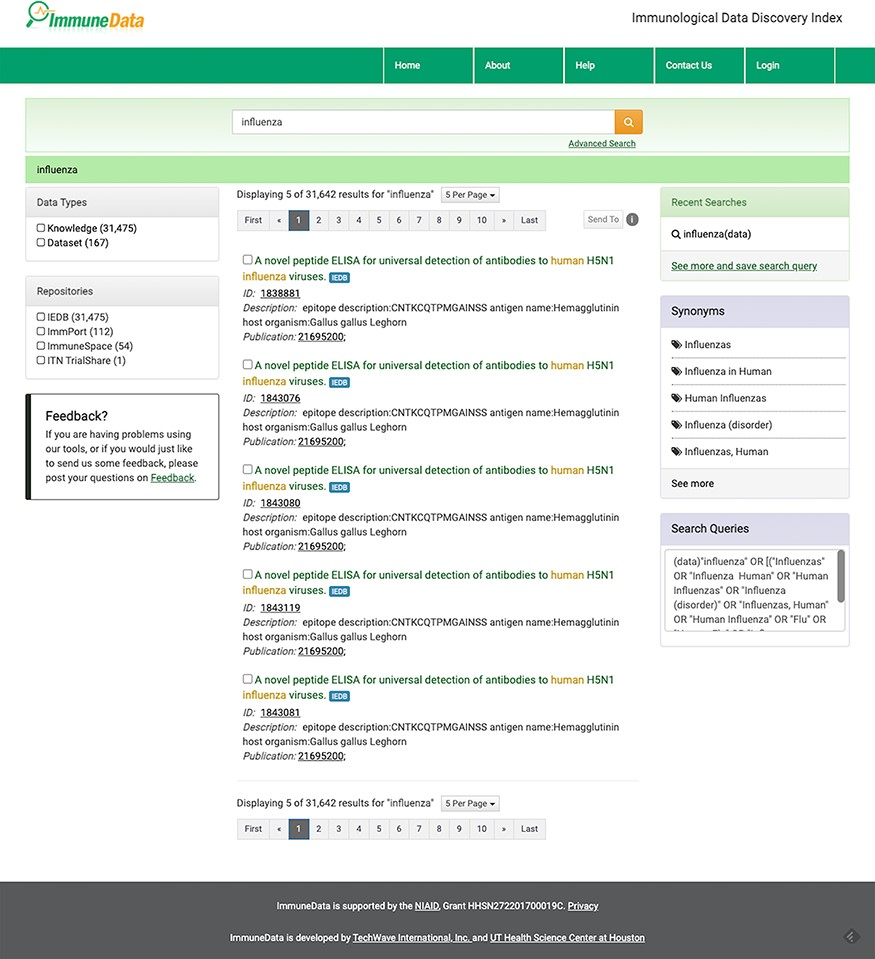 ImmuneData
Immunological Data Discovery Index
Home About Help Contact Us Login
influenza
Advanced Search
influenza
Data Types
Knowledge (31,475)
Dataset (167)
Repositories
IEDB (31,475)
ImmPort (112)
ImmuneSpace (54)
ITN TrialShare (1)
Feedback?
If you are having problems using
our tools, or if you would just like
to send us some feedback, please
post your questions on Feedback.
Displaying 5 of 31,642 results for "influenza" 5 Per Page
First « 1 2 3 4 5 6 7 8 9 10 » Last
Send To i
A novel peptide ELISA for universal detection of antibodies to human H5N1
influenza viruses. IEDB
ID: 1838881
Description: epitope description:CNTKCQTPMGAINSS antigen name:Hemagglutinin
host organism:Gallus gallus Leghorn
Publication: 21695200;
A novel peptide ELISA for universal detection of antibodies to human H5N1
influenza viruses. IEDB
ID: 1843076
Description: epitope description:CNTKCQTPMGAINSS antigen name:Hemagglutinin
host organism:Gallus gallus Leghorn
Publication: 21695200;
A novel peptide ELISA for universal detection of antibodies to human H5N1
influenza viruses. IEDB
ID: 1843080
Description: epitope description:CNTKCQTPMGAINSS antigen name:Hemagglutinin
host organism:Gallus gallus Leghorn
Publication: 21695200;
A novel peptide ELISA for universal detection of antibodies to human H5N1
influenza viruses. IEDB
ID: 1843119
Description: epitope description:CNTKCQTPMGAINSS antigen name:Hemagglutinin
host organism:Gallus gallus Leghorn
Publication: 21695200;
A novel peptide ELISA for universal detection of antibodies to human H5N1
influenza viruses. IEDB
ID: 1843081
Description: epitope description:CNTKCQTPMGAINSS antigen name:Hemagglutinin
host organism:Gallus gallus Leghorn
Publication: 21695200;
Displaying 5 of 31,642 results for "influenza" 5 Per Page
First « 1 2 3 4 5 6 7 8 9 10 » Last
Recent Searches
influenza(data)
See more and save search query
Synonyms
Influenzas
Influenza in Human
Human Influenzas
Influenza (disorder)
Influenzas, Human
See more
Search Queries
(data)"influenza" OR [("Influenzas"
OR "Influenza Human" OR "Human
Influenzas" OR "Influenza
(disorder)" OR "Influenzas, Human"
OR "Human Influenza" OR "Flu" OR
ImmuneData is supported by the NIAID, Grant HHSN272201700019C. Privacy
ImmuneData is developed by TechWave International, Inc. and UT Health Science Center at Houston